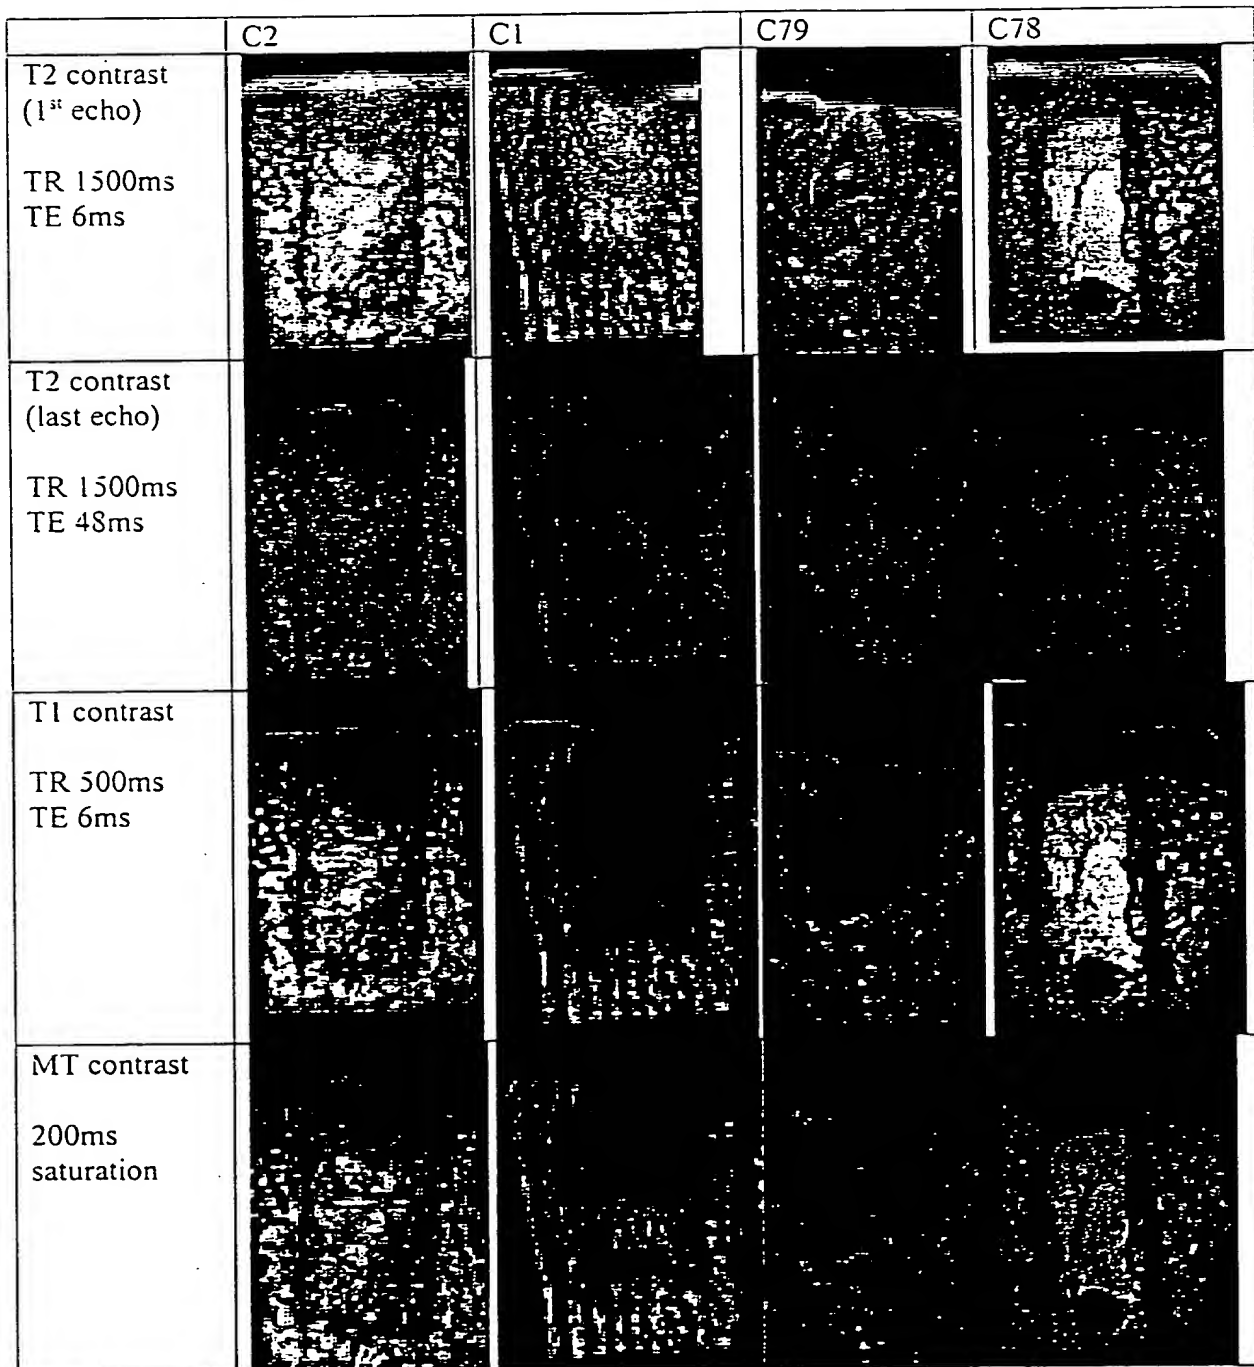 C2 C1 C79 C78
T2 contrast
(1st echo)
TR 1500ms
TE 6ms
T2 contrast
(last echo)
TR 1500ms
TE 48ms
T1 contrast
TR 500ms
TE 6ms
MT contrast
200ms
saturation